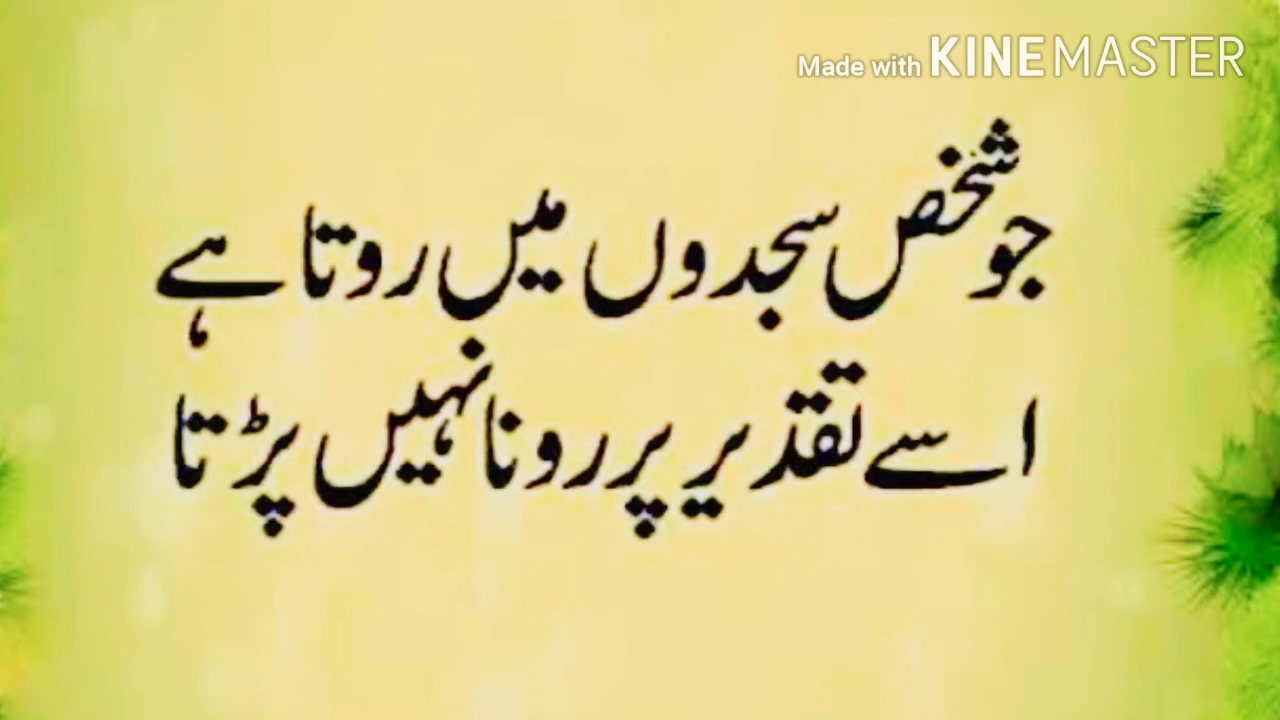 Made with KINEMASTER
جو شخص سجدوں میں روتا ہے
اسے تقدیر پر رونا نہیں پڑتا